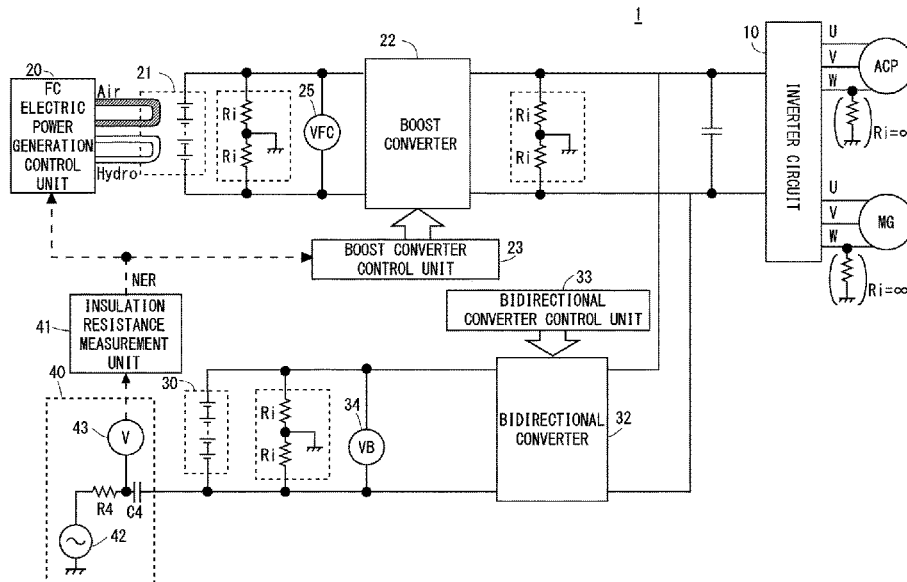 1
20
FC
ELECTRIC
POWER
GENERATION
CONTROL
UNIT
Air
Hydro
21
Ri
Ri
25
VFC
22
BOOST
CONVERTER
Ri
Ri
10
INVERTER CIRCUIT
U
V
W
ACP
Ri=∞
U
V
W
MG
Ri=∞
BOOST CONVERTER
CONTROL UNIT
23
NER
33
BIDIRECTIONAL
CONVERTER CONTROL
UNIT
41
INSULATION
RESISTANCE
MEASUREMENT
UNIT
40
43
V
R4
C4
42
30
Ri
Ri
34
VB
BIDIRECTIONAL
CONVERTER
32